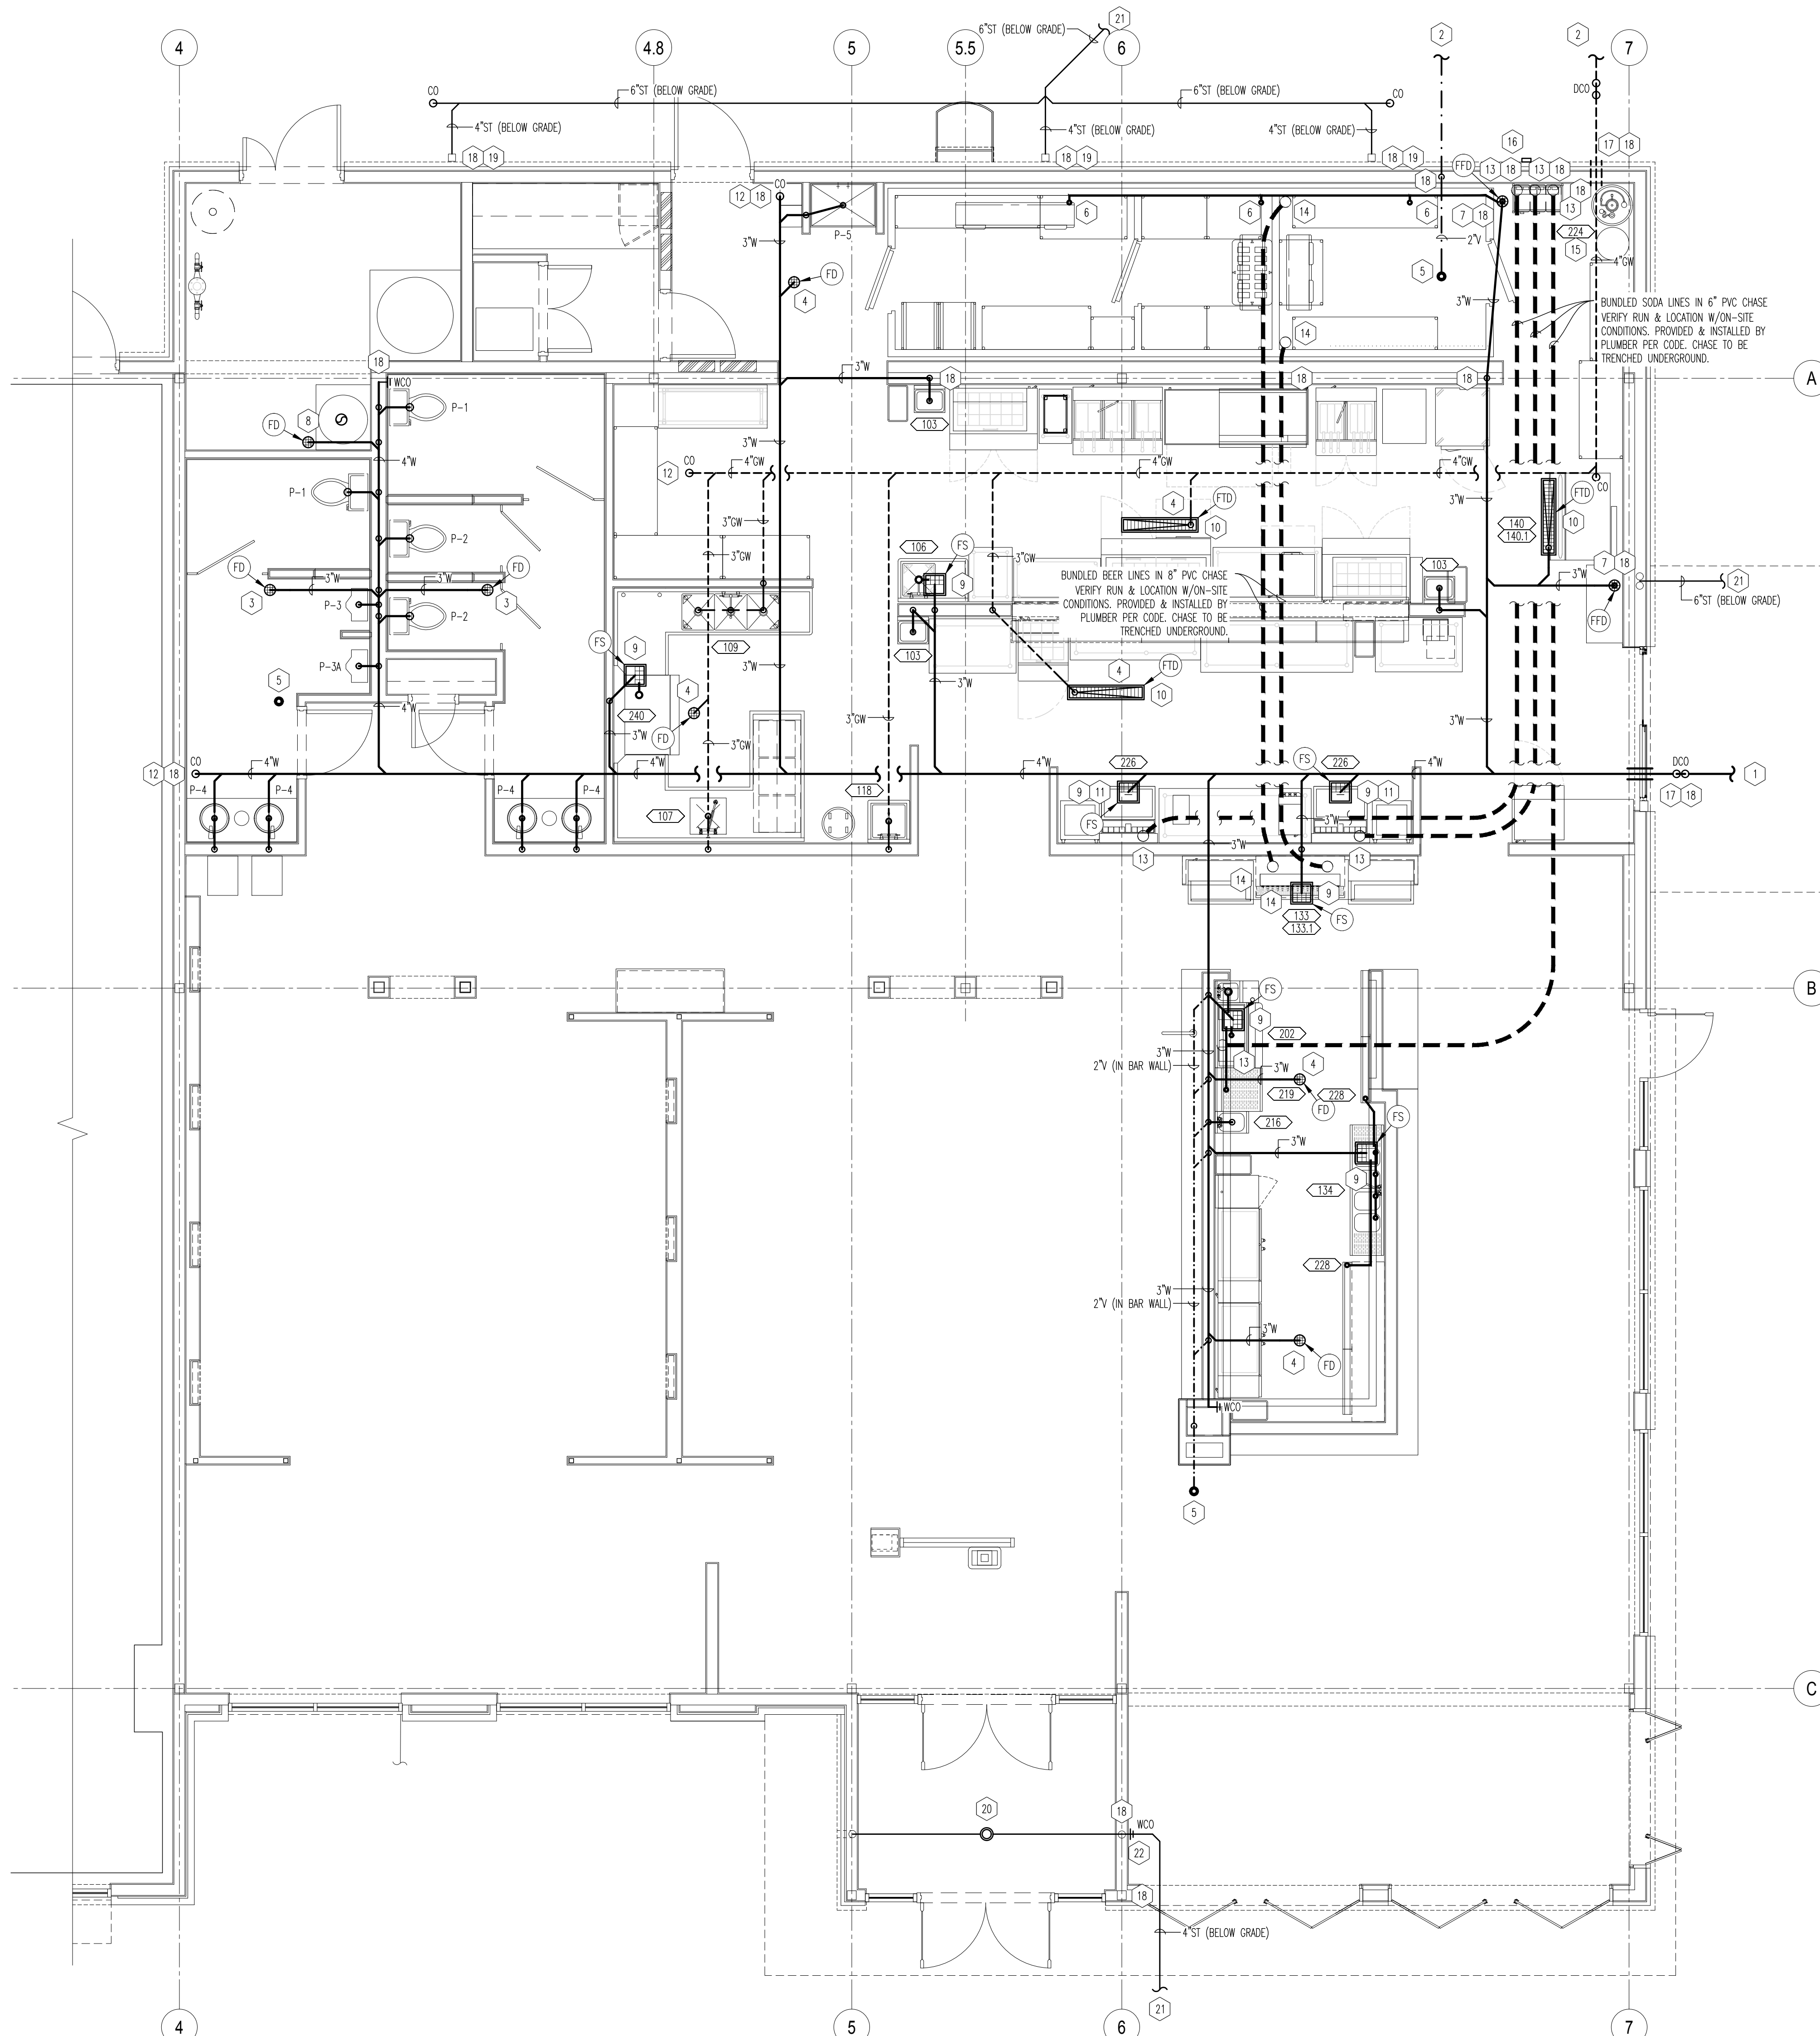 21
6"ST (BELOW GRADE)
2
2
4
4.8
5
5.5
6
7
CO
6"ST (BELOW GRADE)
6"ST (BELOW GRADE)
CO
DCO
4"ST (BELOW GRADE)
4"ST (BELOW GRADE)
4"ST (BELOW GRADE)
16
17
18
18
19
18
19
18
19
FFD
13
18
13
18
CO
12
18
18
18
13
6
6
14
6
7
18
P-5
3"W
2"V
224
15
4"GW
5
FD
4
3"W
BUNDLED SODA LINES IN 6" PVC CHASE
VERIFY RUN & LOCATION W/ON-SITE
CONDITIONS. PROVIDED & INSTALLED BY
PLUMBER PER CODE. CHASE TO BE
TRENCHED UNDERGROUND.
14
18
3"W
18
18
18
A
WCO
P-1
103
FD
8
3"W
4"W
12
CO
4"GW
4"GW
4"GW
CO
P-1
3"W
4
FTD
10
FTD
140
140.1
10
3"GW
P-2
106
FS
3"GW
3"GW
103
7
18
FD
3"W
3"W
FD
9
BUNDLED BEER LINES IN 8" PVC CHASE
VERIFY RUN & LOCATION W/ON-SITE
CONDITIONS. PROVIDED & INSTALLED BY
PLUMBER PER CODE. CHASE TO BE
TRENCHED UNDERGROUND.
3"W
21
6"ST (BELOW GRADE)
3
P-3
3
P-2
FFD
FS
9
109
103
P-3A
3"W
5
4
3"W
4
FTD
10
4"W
240
3"W
FD
3"GW
3"W
3"GW
12
18
CO
4"W
4"W
4"W
226
FS
226
4"W
DCO
1
P-4
P-4
P-4
P-4
118
9
11
9
11
17
18
107
FS
3"W
3"W
13
13
14
14
9
133
133.1
FS
B
FS
9
202
3"W
2"V (IN BAR WALL)
13
3"W
4
219
228
FD
FS
216
3"W
9
134
228
3"W
2"V (IN BAR WALL)
3"W
4
FD
WCO
5
C
20
18
WCO
22
18
4"ST (BELOW GRADE)
21
4
5
6
7